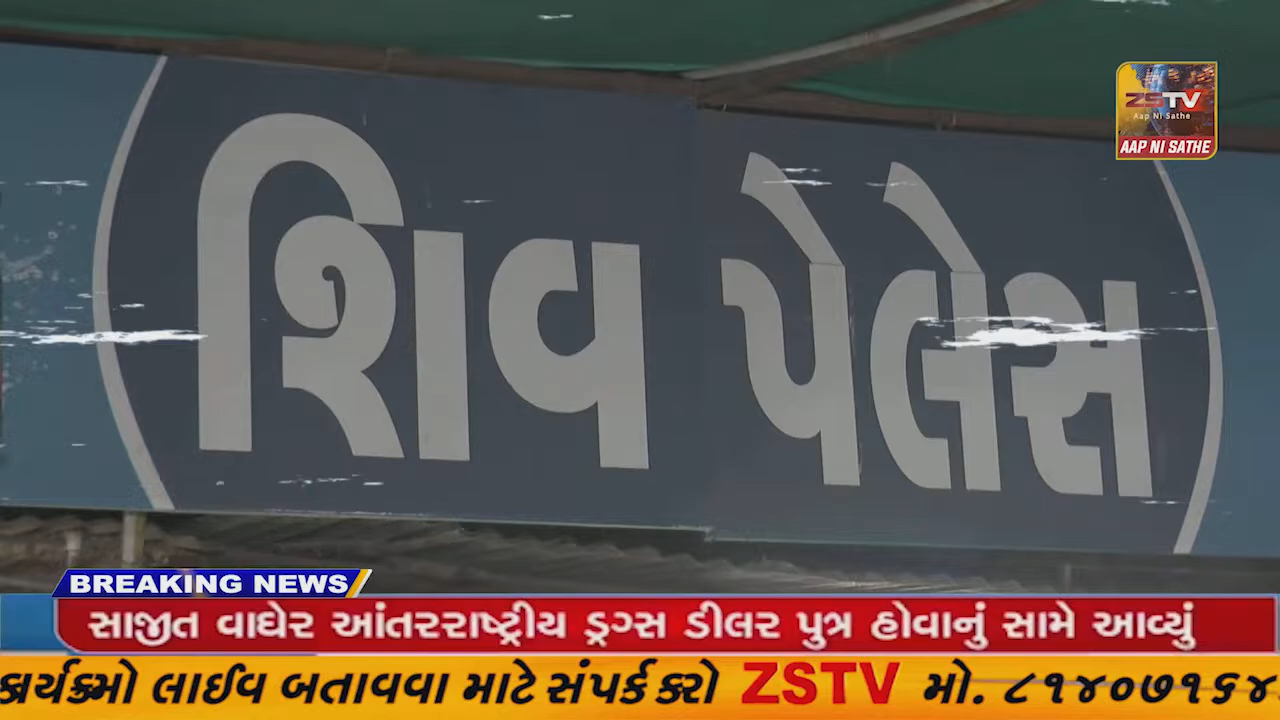 ZSTV
Aap Ni Sathe
AAP NI SATHE
શિવ પેલેસ
BREAKING NEWS
સાજીત વાઘેર આંતરરાષ્ટ્રીય ડ્રગ્સ ડીલર પુત્ર હોવાનું સામે આવ્યું
કાર્યક્રમો લાઈવ બતાવવા માટે સંપર્ક કરો ZSTV મો. ૮૧૪૦૭૧૬૪